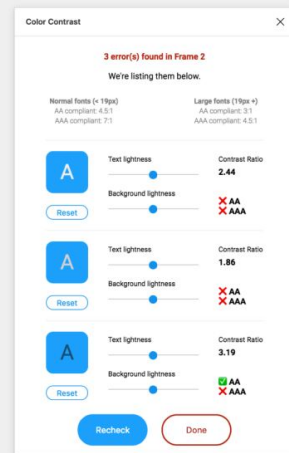 Color Contrast
3 error(s) found in Frame 2
We're listing them below.
Normal fonts (< 19px)
AA compliant: 4.5:1
AAA compliant: 7:1
Large fonts (19px +)
AA compliant: 3:1
AAA compliant: 4.5:1
A
Reset
Text lightness
Background lightness
Contrast Ratio
2.44
❌ AA
❌ AAA
A
Reset
Text lightness
Background lightness
Contrast Ratio
1.86
❌ AA
❌ AAA
A
Reset
Text lightness
Background lightness
Contrast Ratio
3.19
✅ AA
❌ AAA
Recheck
Done